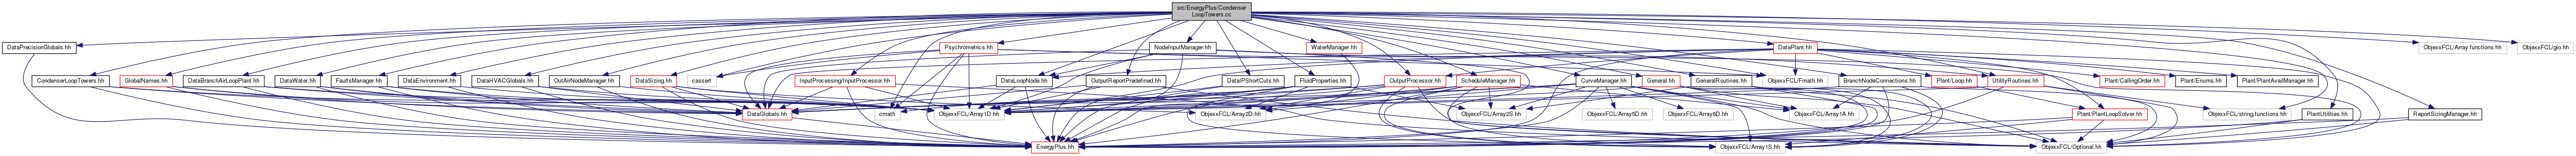 src/EnergyPlus/Condenser
LoopTowers.cc
DataPrecisionGlobals.hh
Psychrometrics.hh
NodeInputManager.hh
WaterManager.hh
DataPlant.hh
ObjexxFCL/Array.functions.hh
ObjexxFCL/gio.hh
CondenserLoopTowers.hh
GlobalNames.hh
DataBranchAirLoopPlant.hh
DataWater.hh
FaultsManager.hh
DataEnvironment.hh
DataHVACGlobals.hh
OutAirNodeManager.hh
DataSizing.hh
cassert
InputProcessing/InputProcessor.hh
DataLoopNode.hh
OutputReportPredefined.hh
DataIPShortCuts.hh
FluidProperties.hh
OutputProcessor.hh
ScheduleManager.hh
CurveManager.hh
General.hh
GeneralRoutines.hh
ObjexxFCL/Fmath.hh
BranchNodeConnections.hh
Plant/Loop.hh
UtilityRoutines.hh
Plant/CallingOrder.hh
Plant/Enums.hh
Plant/PlantAvailManager.hh
DataGlobals.hh
cmath
ObjexxFCL/Array1D.hh
ObjexxFCL/Array2D.hh
ObjexxFCL/Array2S.hh
ObjexxFCL/Array5D.hh
ObjexxFCL/Array6D.hh
ObjexxFCL/Array1A.hh
Plant/PlantLoopSolver.hh
ObjexxFCL/string.functions.hh
PlantUtilities.hh
ReportSizingManager.hh
EnergyPlus.hh
ObjexxFCL/Array1S.hh
ObjexxFCL/Optional.hh